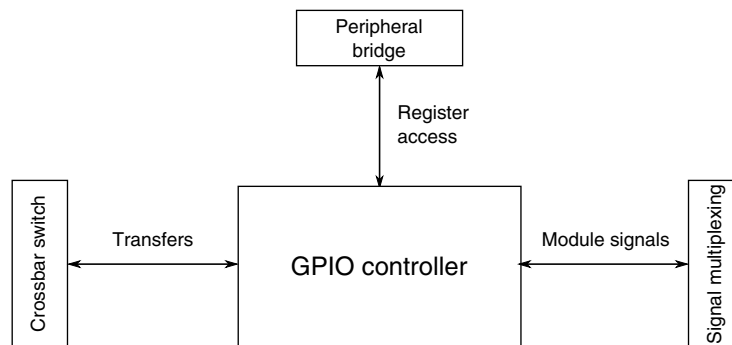 Peripheral
bridge
Register
access
Crossbar switch
Transfers
GPIO controller
Module signals
Signal multiplexing